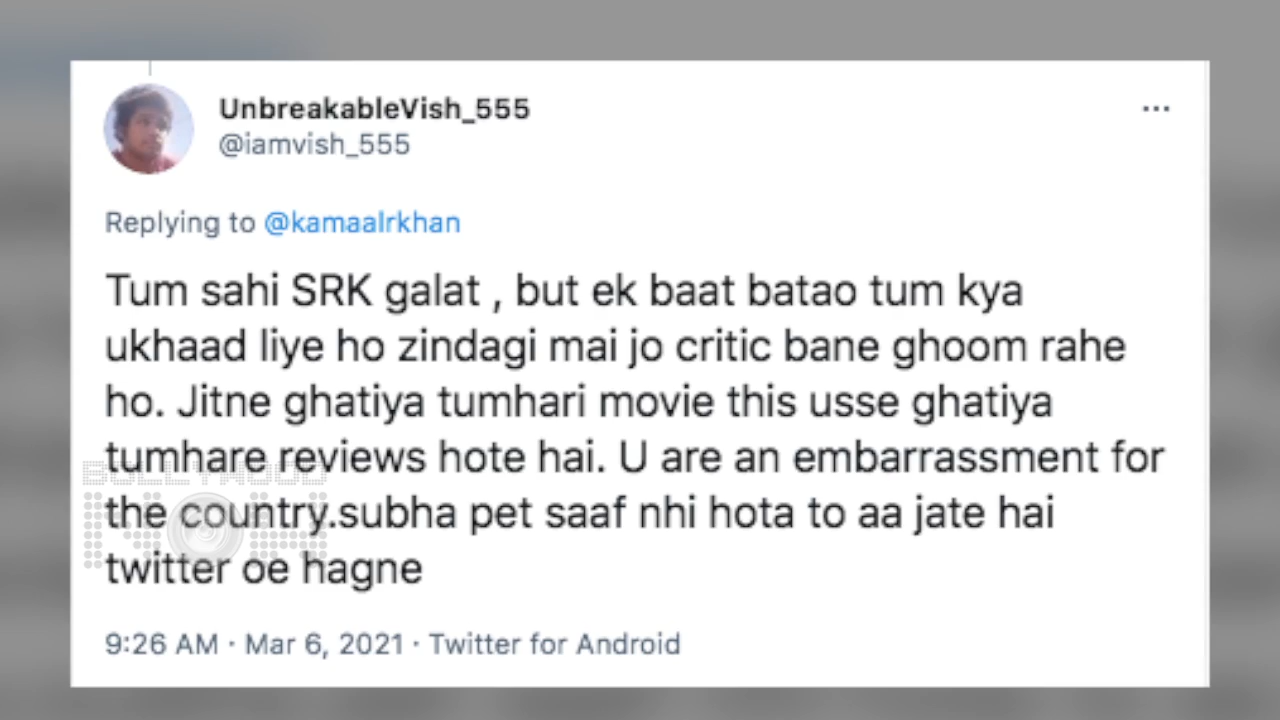 UnbreakableVish_555
@iamvish_555
...
Replying to @kamaalrkhan
Tum sahi SRK galat , but ek baat batao tum kya
ukhaad liye ho zindagi mai jo critic bane ghoom rahe
ho. Jitne ghatiya tumhari movie this usse ghatiya
tumhare reviews hote hai. U are an embarrassment for
the country.subha pet saaf nhi hota to aa jate hai
twitter oe hagne
BOLLYWOOD
NOW
9:26 AM · Mar 6, 2021 · Twitter for Android